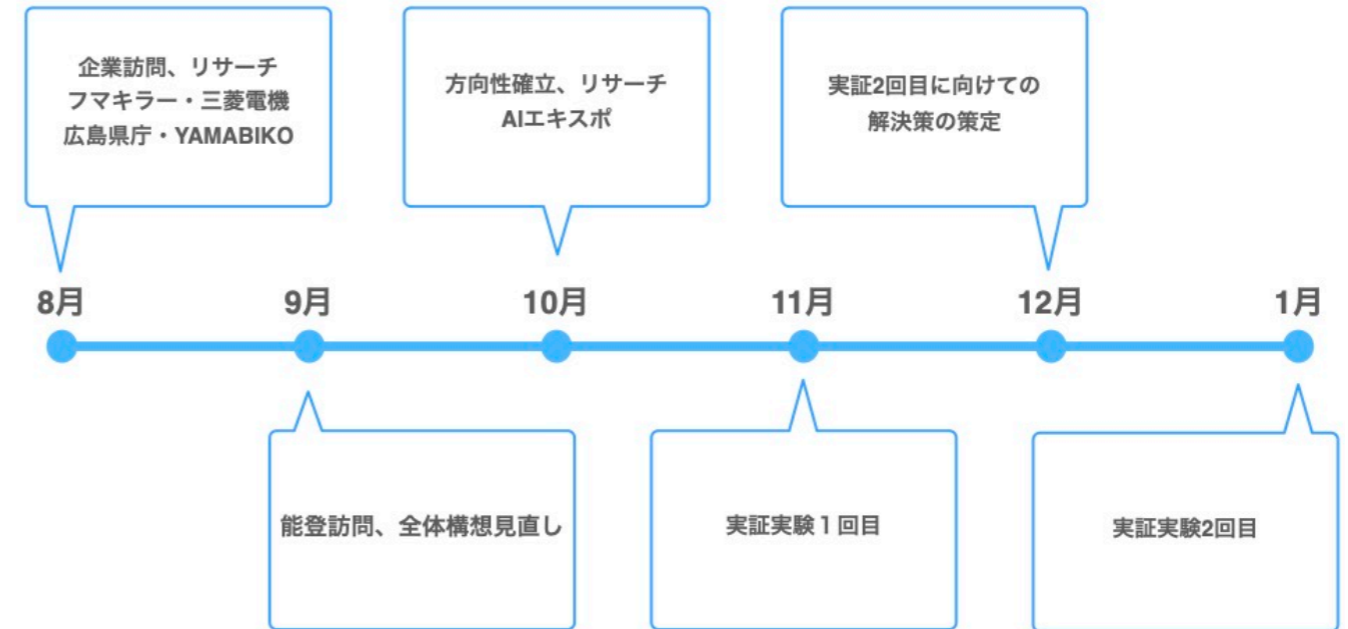 企業訪問、リサーチ
フマキラー・三菱電機
広島県庁・YAMABIKO
方向性確立、リサーチ
AIエキスポ
実証2回目に向けての
解決策の策定
8月
9月
10月
11月
12月
1月
能登訪問、全体構想見直し
実証実験１回目
実証実験2回目